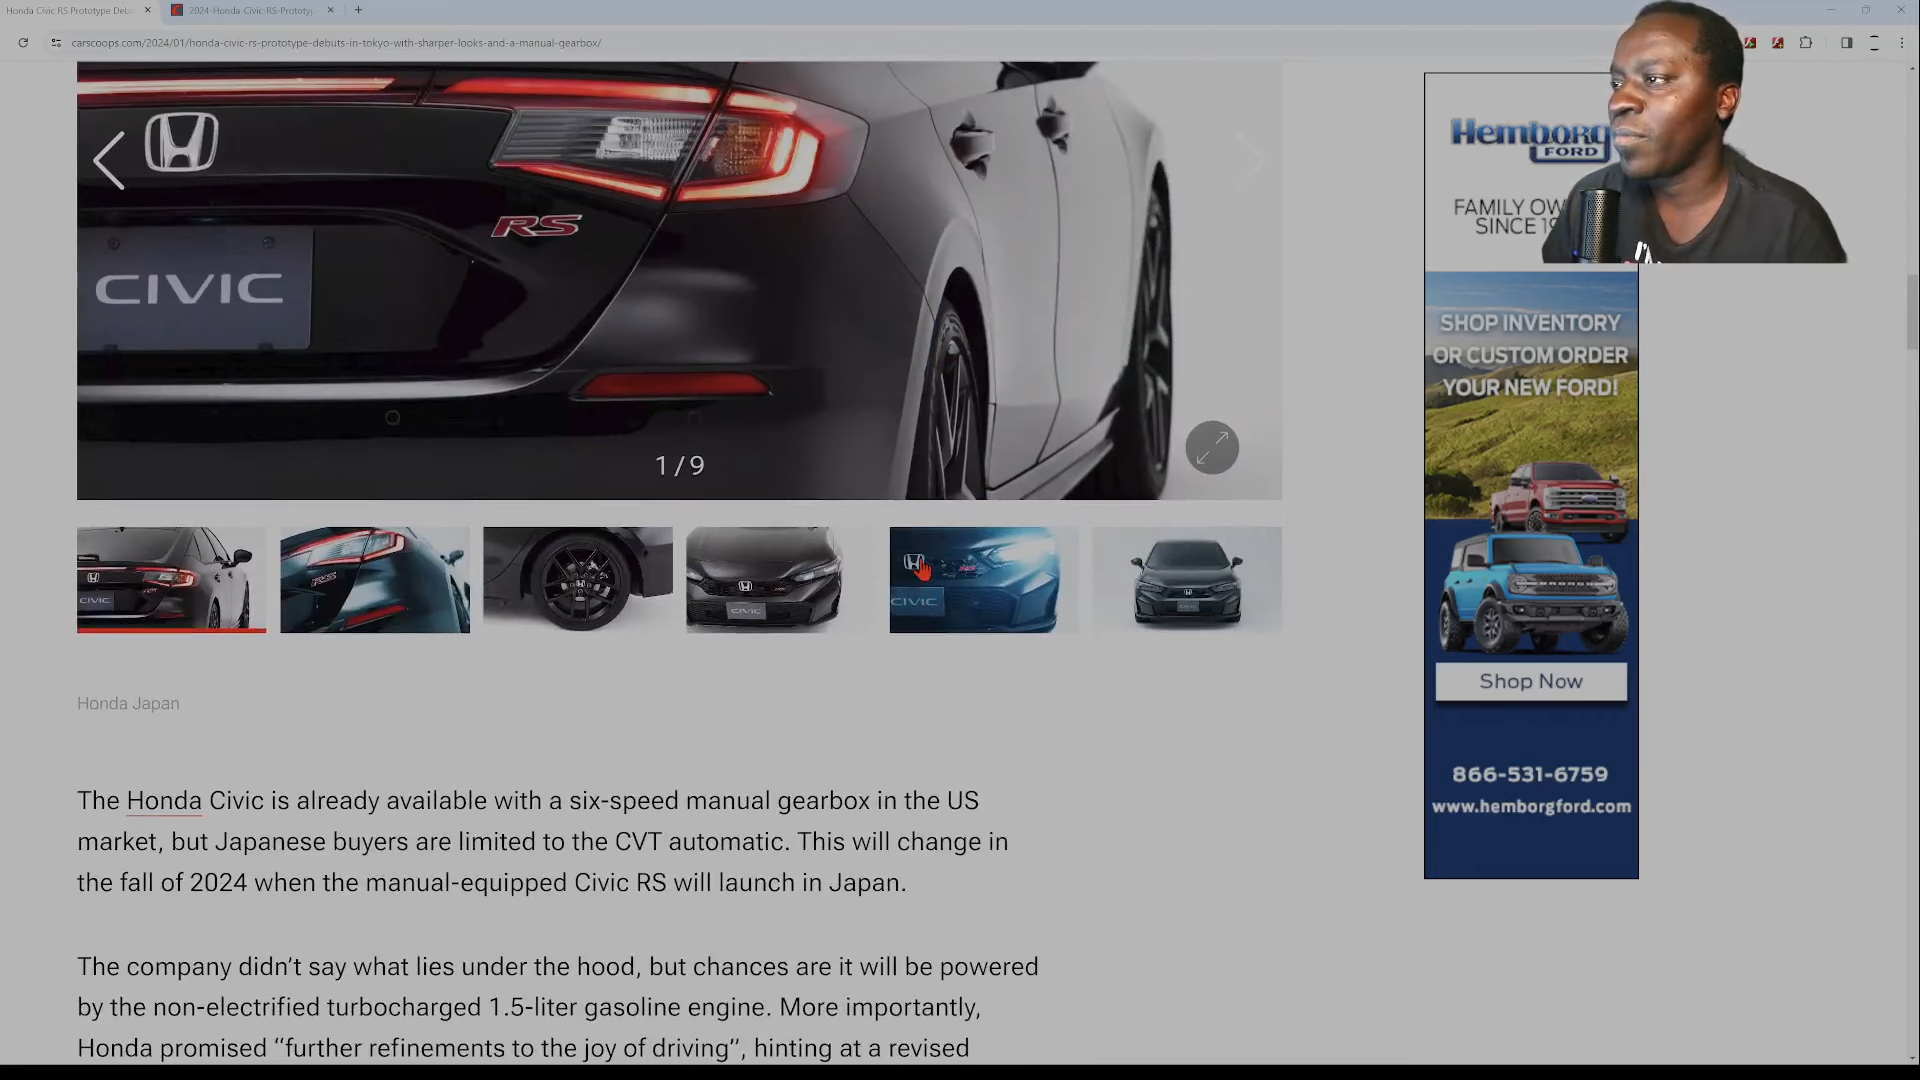 Honda Civic RS Prototype Deb
2024-Honda-Civic-RS-Prototyp
carscoops.com/2024/01/honda-civic-rs-prototype-debuts-in-tokyo-with-sharper-looks-and-a-manual-gearbox/
RS
CIVIC
1/9
CIVIC
RS
CIVIC
CIVIC
Honda Japan
The Honda Civic is already available with a six-speed manual gearbox in the US
market, but Japanese buyers are limited to the CVT automatic. This will change in
the fall of 2024 when the manual-equipped Civic RS will launch in Japan.
The company didn’t say what lies under the hood, but chances are it will be powered
by the non-electrified turbocharged 1.5-liter gasoline engine. More importantly,
Honda promised “further refinements to the joy of driving”, hinting at a revised
Hemborg
FORD
FAMILY OW
SINCE 19
SHOP INVENTORY
OR CUSTOM ORDER
YOUR NEW FORD!
Shop Now
866-531-6759
www.hemborgford.com